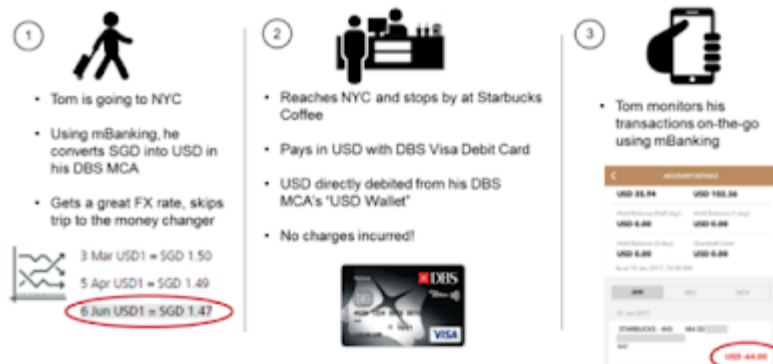 1
• Tom is going to NYC
• Using mBanking, he
converts SGD into USD in
his DBS MCA
• Gets a great FX rate, skips
trip to the money changer
3 Mar USD1 = SGD 1.50
5 Apr USD1 = SGD 1.49
6 Jun USD1 = SGD 1.47
2
• Reaches NYC and stops by at Starbucks
Coffee
• Pays in USD with DBS Visa Debit Card
• USD directly debited from his DBS
MCA's "USD Wallet"
• No charges incurred!
DBS
VISA
3
• Tom monitors his
transactions on-the-go
using mBanking
ACCOUNT DETAILS
USD 35.94 USD 102.36
USD 0.00 USD 0.00
USD 0.00 USD 0.00
JAN DEC NOV
STARBUCKS
USD -64.00